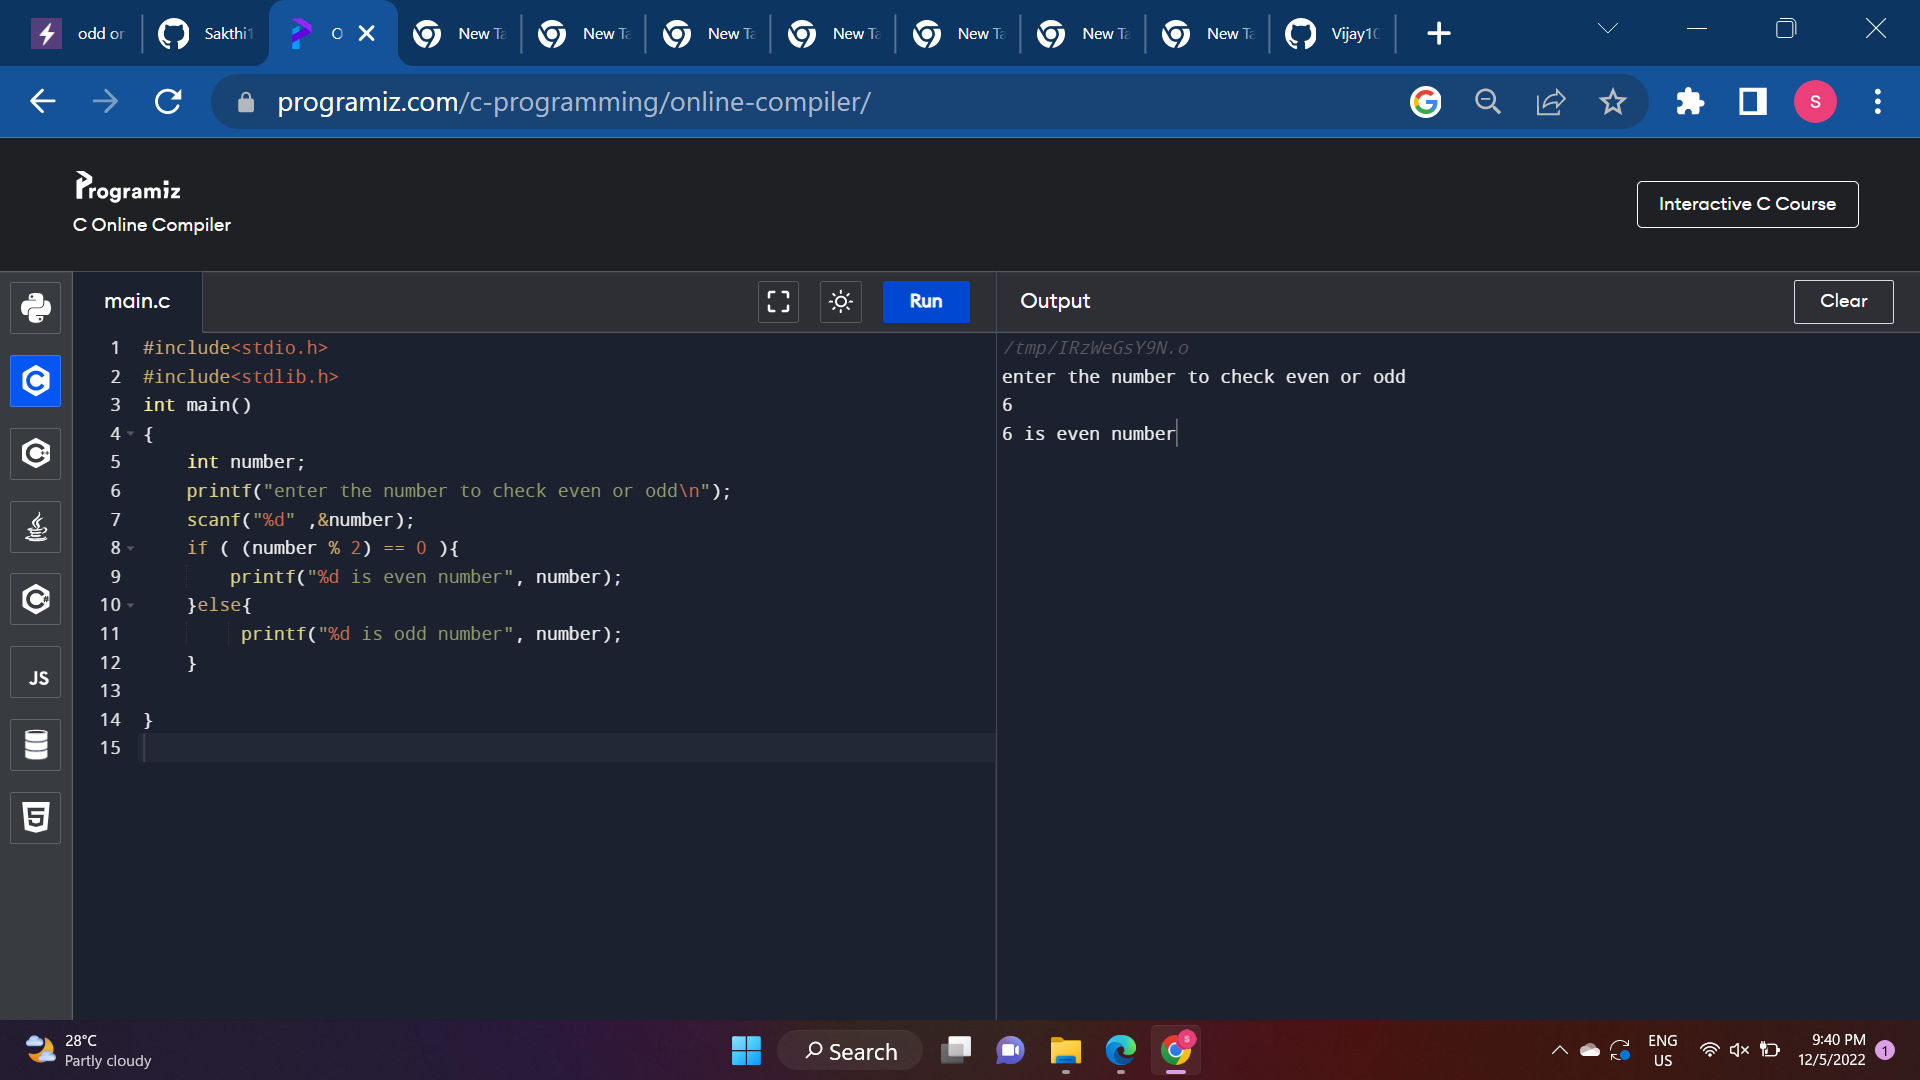 odd or
Sakthi1
O
New Ta
New Ta
New Ta
New Ta
New Ta
New Ta
New Ta
Vijay10
programiz.com/c-programming/online-compiler/
S
Programiz
C Online Compiler
Interactive C Course
main.c
Run
Output
Clear
1 #include<stdio.h>
2 #include<stdlib.h>
3 int main()
4 {
5 int number;
6 printf("enter the number to check even or odd\n");
7 scanf("%d" ,&number);
8 if ( (number % 2) == 0 ){
9 printf("%d is even number", number);
10 }else{
11 printf("%d is odd number", number);
12 }
13
14 }
15
/tmp/IRzWeGsY9N.o
enter the number to check even or odd
6
6 is even number
JS
28°C
Partly cloudy
Search
ENG
US
9:40 PM
12/5/2022
1